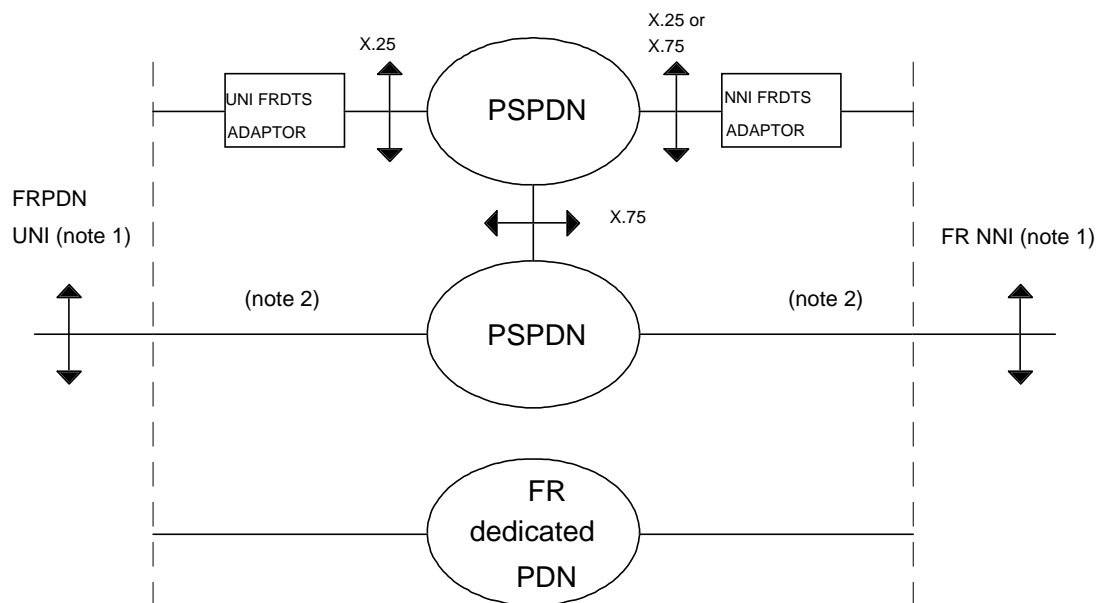 X.25
X.25 or
X.75
UNI FRDTS
ADAPTOR
PSPDN
NNI FRDTS
ADAPTOR
FRPDN
UNI (note 1)
X.75
FR NNI (note 1)
(note 2)
PSPDN
(note 2)
FR
dedicated
PDN